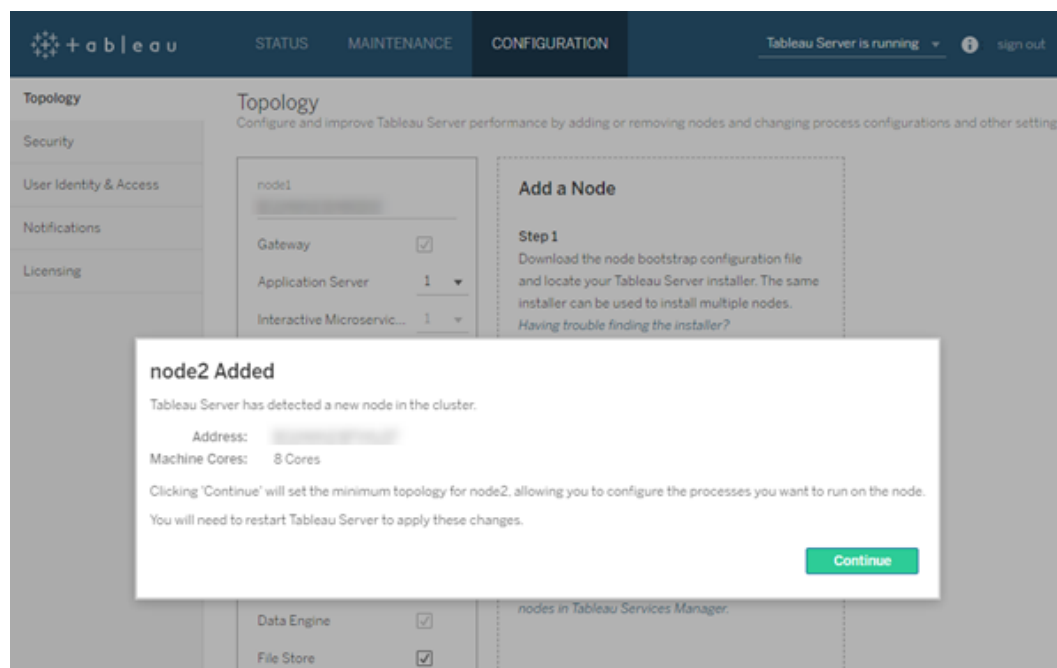 + a b l e a u
STATUS
MAINTENANCE
CONFIGURATION
Tableau Server is running
i
sign out
Topology
Security
User Identity & Access
Notifications
Licensing
Topology
Configure and improve Tableau Server performance by adding or removing nodes and changing process configurations and other setting
node1
Gateway
Application Server 1
Interactive Microservic... 1
Add a Node
Step 1
Download the node bootstrap configuration file
and locate your Tableau Server installer. The same
installer can be used to install multiple nodes.
Having trouble finding the installer?
node2 Added
Tableau Server has detected a new node in the cluster.
Address:
Machine Cores: 8 Cores
Clicking 'Continue' will set the minimum topology for node2, allowing you to configure the processes you want to run on the node.
You will need to restart Tableau Server to apply these changes.
Continue
Data Engine
File Store
nodes in Tableau Services Manager.